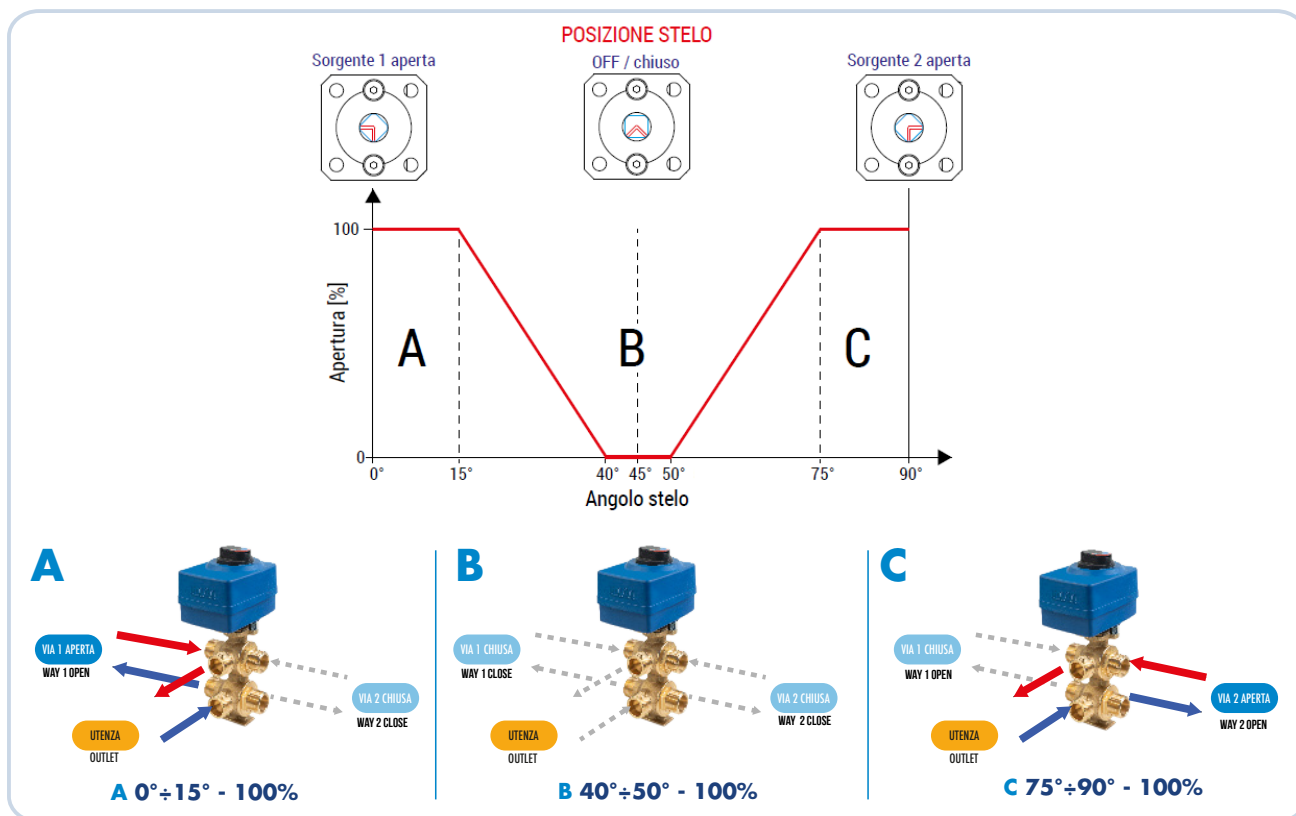 POSIZIONE STELO
Sorgente 1 aperta
OFF / chiuso
Sorgente 2 aperta
100
Apertura [%]
A
B
C
0
0°
15°
40°
45°
50°
75°
90°
Angolo stelo
A
VIA 1 APERTA
WAY 1 OPEN
VIA 2 CHIUSA
WAY 2 CLOSE
UTENZA
OUTLET
A 0°÷15° - 100%
B
VIA 1 CHIUSA
WAY 1 CLOSE
VIA 2 CHIUSA
WAY 2 CLOSE
UTENZA
OUTLET
B 40°÷50° - 100%
C
VIA 1 CHIUSA
WAY 1 OPEN
VIA 2 APERTA
WAY 2 OPEN
UTENZA
OUTLET
C 75°÷90° - 100%